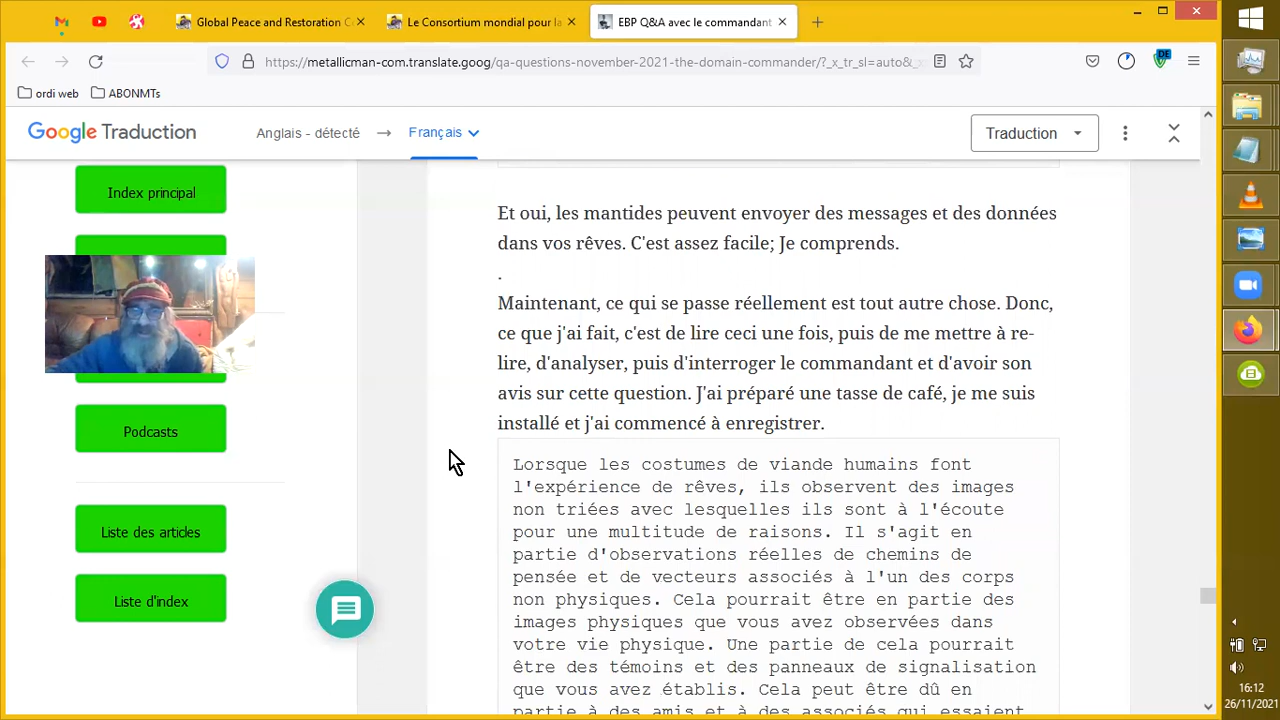 Global Peace and Restoration C
Le Consortium mondial pour la
EBP Q&A avec le commandant
https://metallicman-com.translate.goog/qa-questions-november-2021-the-domain-commander/?_x_tr_sl=auto&_x
DE
ordi web
ABONMTs
Google Traduction
Anglais - détecté
Français
Traduction
Index principal
Podcasts
Liste des articles
Liste d'index
Et oui, les mantides peuvent envoyer des messages et des données
dans vos rêves. C'est assez facile; Je comprends.
.
Maintenant, ce qui se passe réellement est tout autre chose. Donc,
ce que j'ai fait, c'est de lire ceci une fois, puis de me mettre à re-
lire, d'analyser, puis d'interroger le commandant et d'avoir son
avis sur cette question. J'ai préparé une tasse de café, je me suis
installé et j'ai commencé à enregistrer.
Lorsque les costumes de viande humains font
l'expérience de rêves, ils observent des images
non triées avec lesquelles ils sont à l'écoute
pour une multitude de raisons. Il s'agit en
partie d'observations réelles de chemins de
pensée et de vecteurs associés à l'un des corps
non physiques. Cela pourrait être en partie des
images physiques que vous avez observées dans
votre vie physique. Une partie de cela pourrait
être des témoins et des panneaux de signalisation
que vous avez établis. Cela peut être dû en
partie à des amis et à des associés qui essaient
16:12
26/11/2021